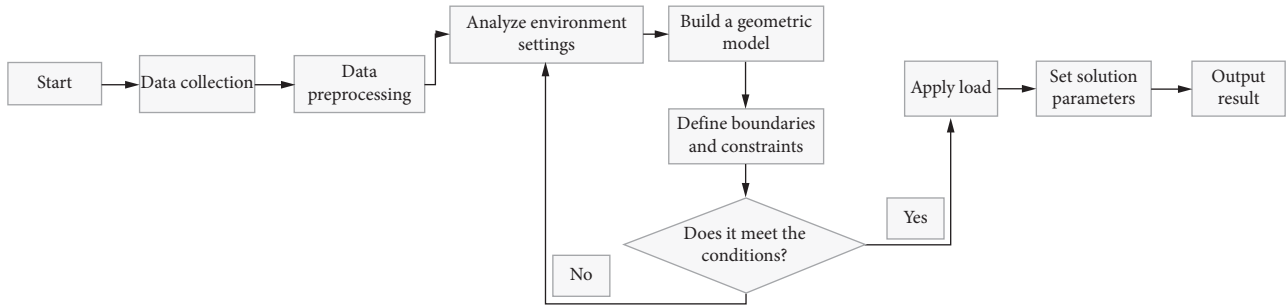 Start
Data collection
Data
preprocessing
Analyze environment
settings
Build a geometric
model
Define boundaries
and constraints
Does it meet the
conditions?
No
Yes
Apply load
Set solution
parameters
Output
result